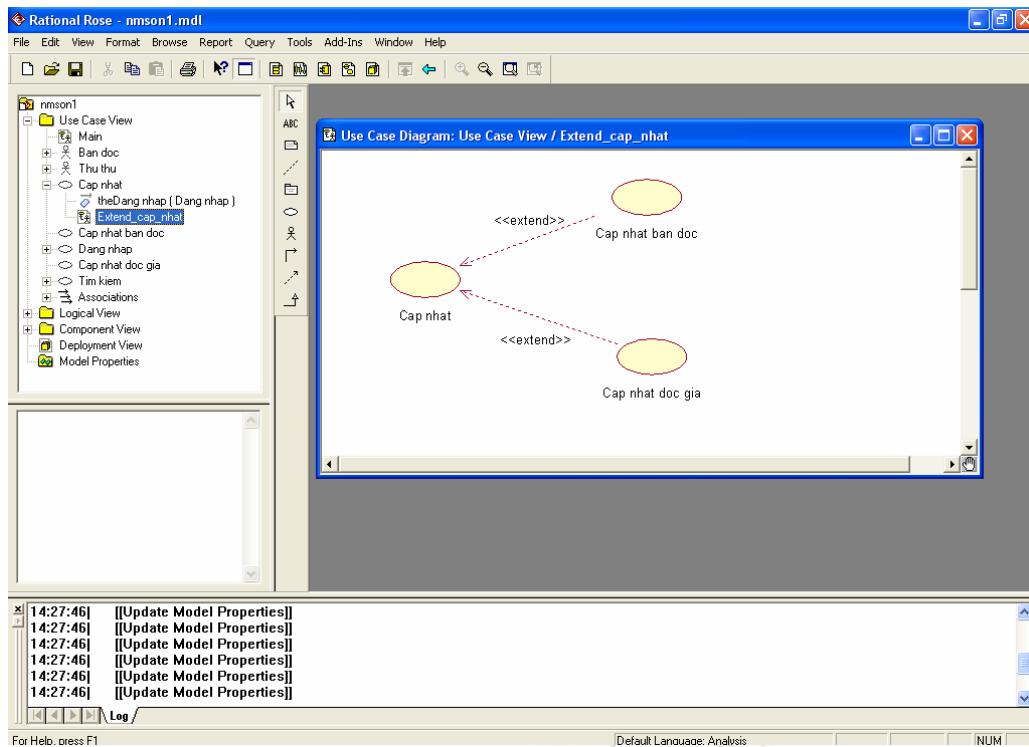 Rational Rose - nmson1.mdl
File Edit View Format Browse Report Query Tools Add-Ins Window Help
nmson1
Use Case View
Main
Ban doc
Thu thu
Cap nhat
theDang nhap ( Dang nhap )
Extend_cap_nhat
Cap nhat ban doc
Dang nhap
Cap nhat doc gia
Tim kiem
Associations
Logical View
Component View
Deployment View
Model Properties
ABC
Use Case Diagram: Use Case View / Extend_cap_nhat
<<extend>>
Cap nhat ban doc
Cap nhat
<<extend>>
Cap nhat doc gia
14:27:46| [[Update Model Properties]]
14:27:46| [[Update Model Properties]]
14:27:46| [[Update Model Properties]]
14:27:46| [[Update Model Properties]]
14:27:46| [[Update Model Properties]]
14:27:46| [[Update Model Properties]]
Log
For Help, press F1 Default Language: Analysis NUM